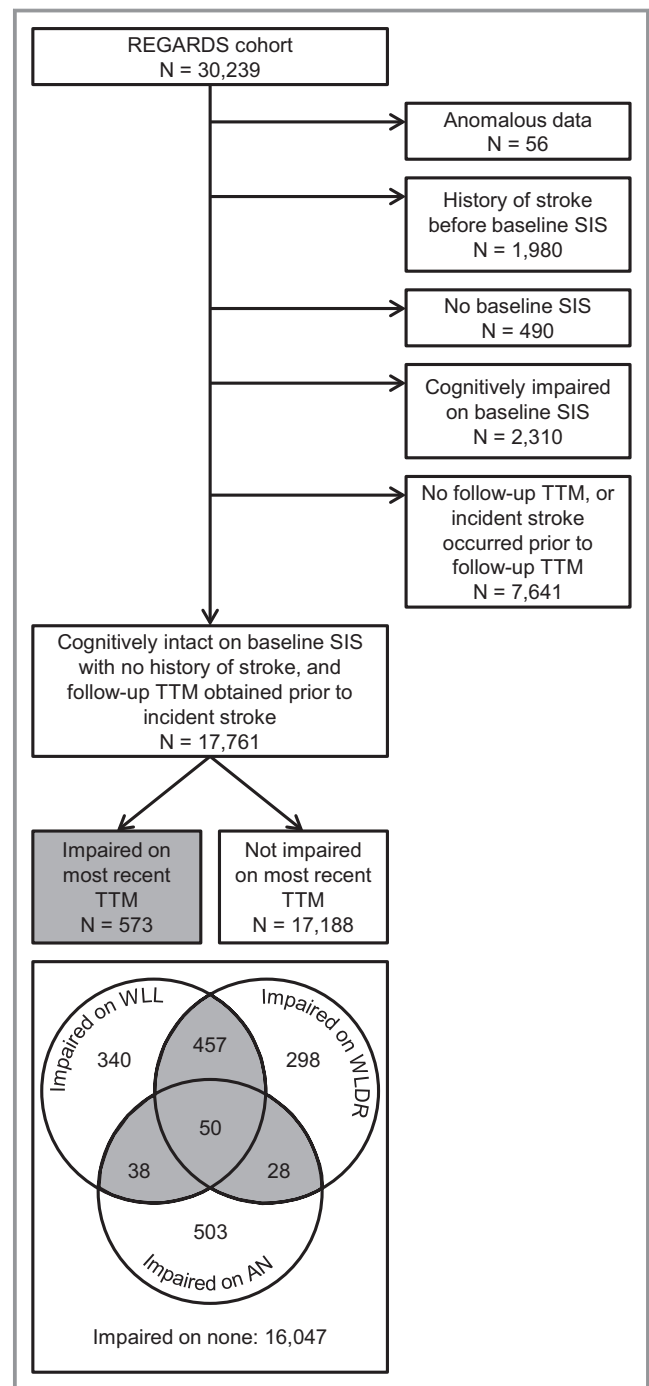 REGARDS cohort
N = 30,239
Anomalous data
N = 56
History of stroke
before baseline SIS
N = 1,980
No baseline SIS
N = 490
Cognitively impaired
on baseline SIS
N = 2,310
No follow-up TTM, or
incident stroke
occurred prior to
follow-up TTM
N = 7,641
Cognitively intact on baseline SIS
with no history of stroke, and
follow-up TTM obtained prior to
incident stroke
N = 17,761
Impaired on
most recent
TTM
N = 573
Not impaired
on most recent
TTM
N = 17,188
Impaired on WLL
Impaired on WLDR
340
457
298
50
38
28
503
Impaired on AN
Impaired on none: 16,047